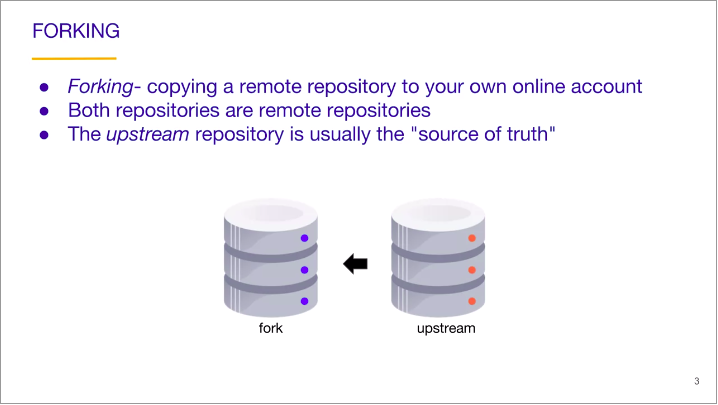 FORKING
● Forking- copying a remote repository to your own online account
● Both repositories are remote repositories
● The upstream repository is usually the "source of truth"
fork
upstream
3